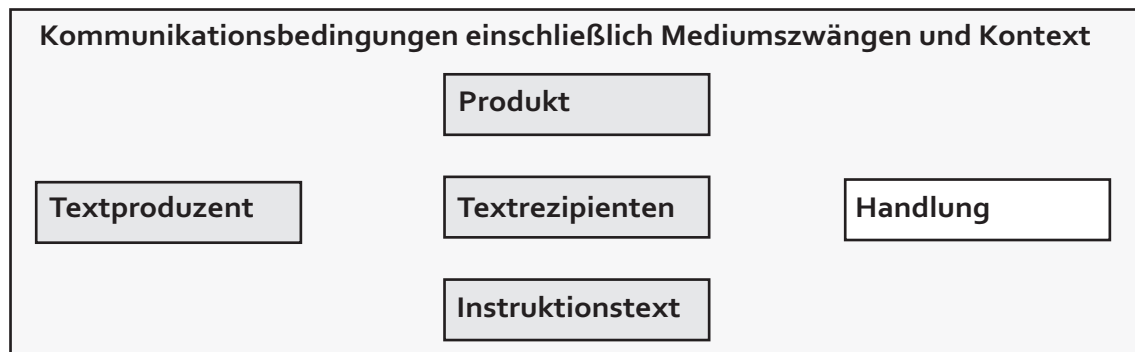 Kommunikationsbedingungen einschließlich Mediumszwängen und Kontext
Produkt
Textproduzent
Textrezipienten
Handlung
Instruktionstext